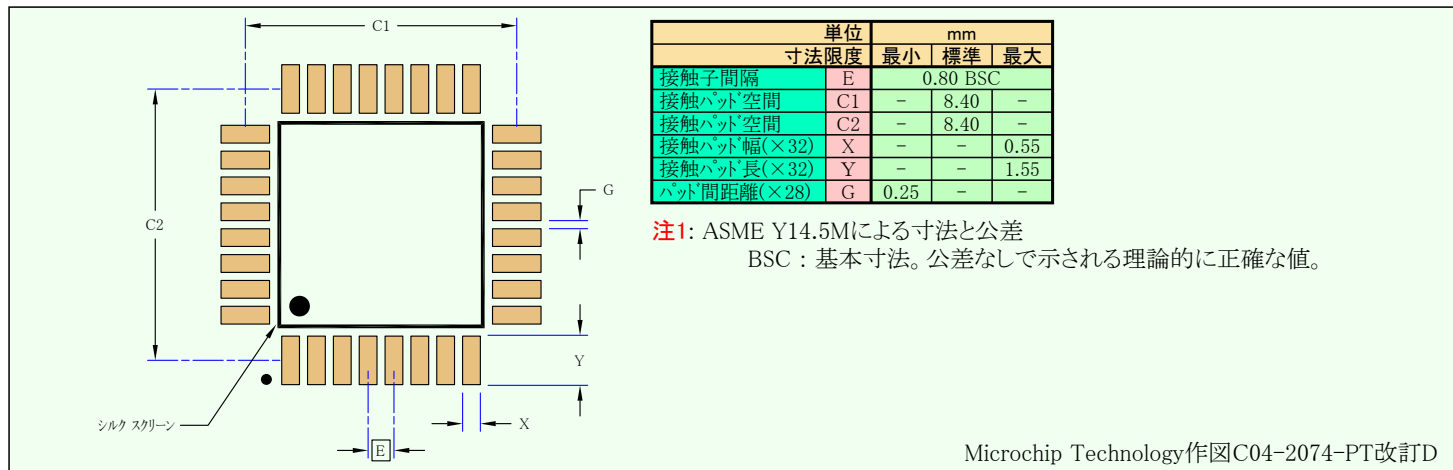 C1
C2
G
Y
X
E
シルク スクリーン
単位 mm
寸法限度 最小 標準 最大
接触子間隔 E 0.80 BSC
接触パッド空間 C1 - 8.40 -
接触パッド空間 C2 - 8.40 -
接触パッド幅(×32) X - - 0.55
接触パッド長(×32) Y - - 1.55
パッド間距離(×28) G 0.25 - -
注1: ASME Y14.5Mによる寸法と公差
BSC : 基本寸法。公差なしで示される理論的に正確な値。
Microchip Technology作図C04-2074-PT改訂D